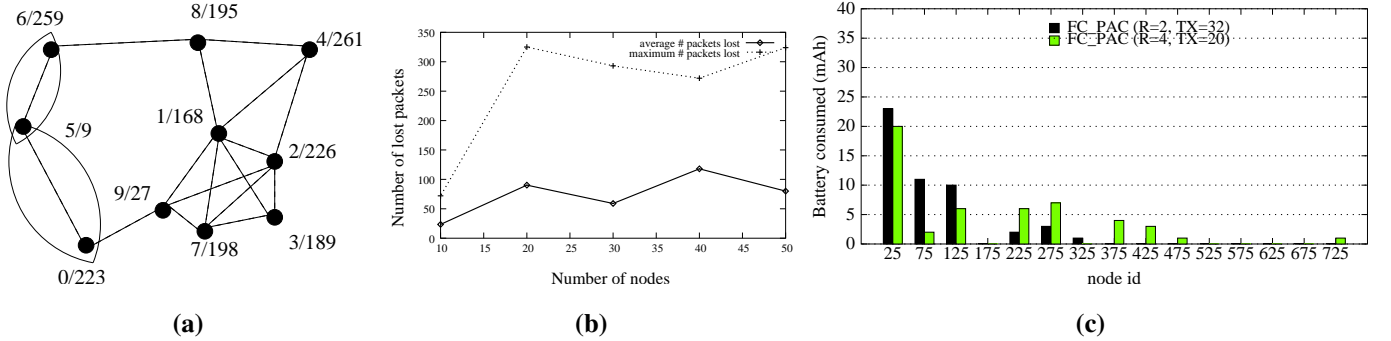 6/259
8/195
4/261
1/168
5/9
2/226
9/27
3/189
7/198
0/223
(a)
350
300
250
200
150
100
50
0
average # packets lost
maximum # packets lost
Number of lost packets
10 15 20 25 30 35 40 45 50
Number of nodes
(b)
40
35
30
25
20
15
10
5
0
FC_PAC (R=2, TX=32)
FC_PAC (R=4, TX=20)
Battery consumed (mAh)
25 75 125 175 225 275 325 375 425 475 525 575 625 675 725
node id
(c)